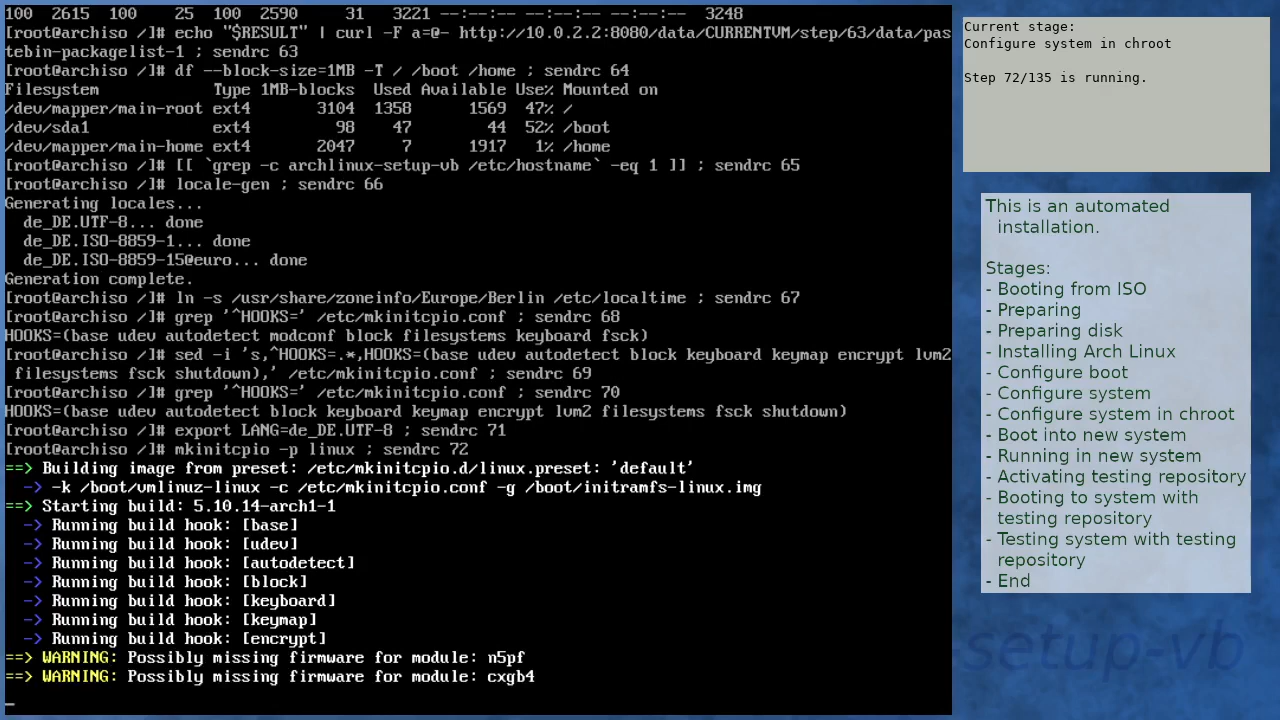 100  2615  100    25  100  2590     31   3221 --:--:-- --:--:-- --:--:--  3248
[root@archiso /]# echo "$RESULT" | curl -F a=@- http://10.0.2.2:8080/data/CURRENTVM/step/63/data/pas
tebin-packagelist-1 ; sendrc 63
[root@archiso /]# df --block-size=1MB -T / /boot /home ; sendrc 64
Filesystem            Type 1MB-blocks  Used Available Use% Mounted on
/dev/mapper/main-root ext4       3104  1358      1569  47% /
/dev/sda1             ext4         98    47        44  52% /boot
/dev/mapper/main-home ext4       2047     7      1917   1% /home
[root@archiso /]# [[ `grep -c archlinux-setup-vb /etc/hostname` -eq 1 ]] ; sendrc 65
[root@archiso /]# locale-gen ; sendrc 66
Generating locales...
  de_DE.UTF-8... done
  de_DE.ISO-8859-1... done
  de_DE.ISO-8859-15@euro... done
Generation complete.
[root@archiso /]# ln -s /usr/share/zoneinfo/Europe/Berlin /etc/localtime ; sendrc 67
[root@archiso /]# grep '^HOOKS=' /etc/mkinitcpio.conf ; sendrc 68
HOOKS=(base udev autodetect modconf block filesystems keyboard fsck)
[root@archiso /]# sed -i 's,^HOOKS=.*,HOOKS=(base udev autodetect block keyboard keymap encrypt lvm2
 filesystems fsck shutdown),' /etc/mkinitcpio.conf ; sendrc 69
[root@archiso /]# grep '^HOOKS=' /etc/mkinitcpio.conf ; sendrc 70
HOOKS=(base udev autodetect block keyboard keymap encrypt lvm2 filesystems fsck shutdown)
[root@archiso /]# export LANG=de_DE.UTF-8 ; sendrc 71
[root@archiso /]# mkinitcpio -p linux ; sendrc 72
==> Building image from preset: /etc/mkinitcpio.d/linux.preset: 'default'
  -> -k /boot/vmlinuz-linux -c /etc/mkinitcpio.conf -g /boot/initramfs-linux.img
==> Starting build: 5.10.14-arch1-1
  -> Running build hook: [base]
  -> Running build hook: [udev]
  -> Running build hook: [autodetect]
  -> Running build hook: [block]
  -> Running build hook: [keyboard]
  -> Running build hook: [keymap]
  -> Running build hook: [encrypt]
==> WARNING: Possibly missing firmware for module: n5pf
==> WARNING: Possibly missing firmware for module: cxgb4
_
Current stage:
Configure system in chroot
Step 72/135 is running.
This is an automated
installation.
Stages:
- Booting from ISO
- Preparing
- Preparing disk
- Installing Arch Linux
- Configure boot
- Configure system
- Configure system in chroot
- Boot into new system
- Running in new system
- Activating testing repository
- Booting to system with
testing repository
- Testing system with testing
repository
- End
-setup-vb